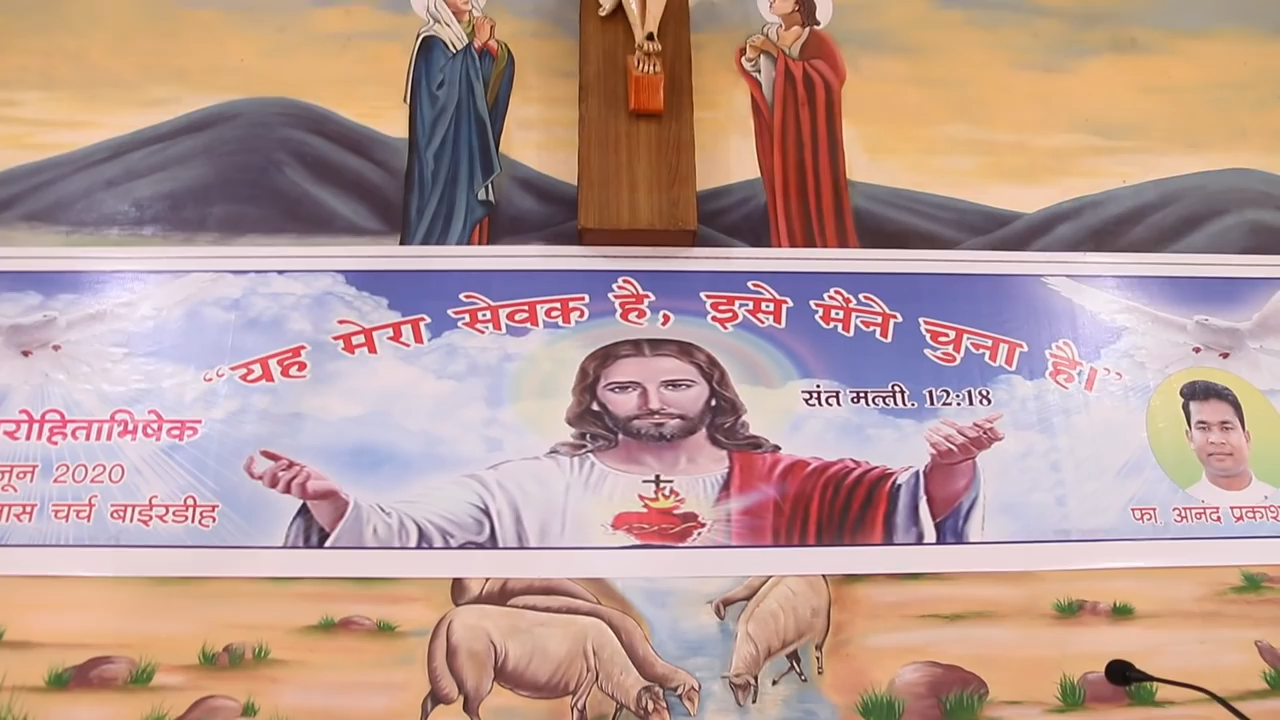 “यह मेरा सेवक है, इसे मैंने चुना है।”
संत मत्ती. 12:18
रोहिताभिषेक
जून 2020
चर्च बाईरडीह
फा. आनंद प्रकाश